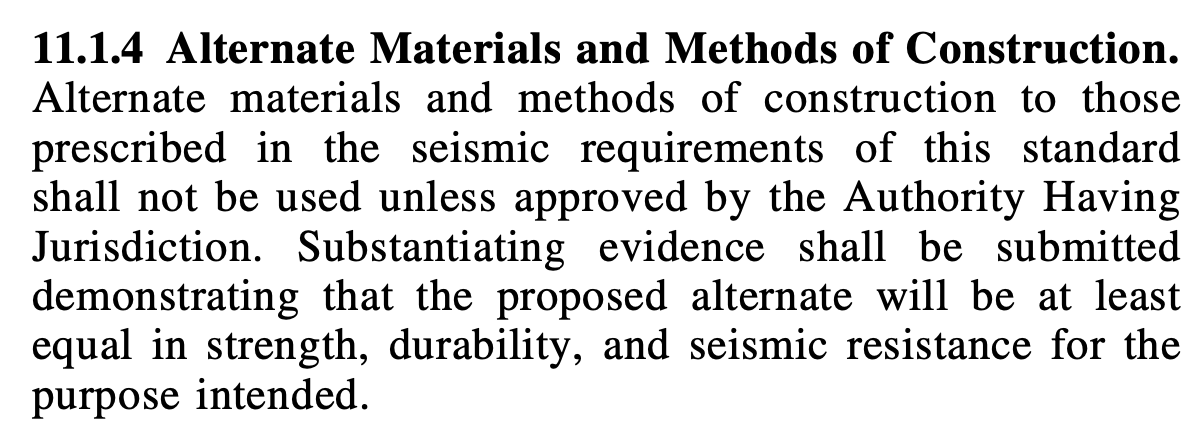 11.1.4 Alternate Materials and Methods of Construction.
Alternate materials and methods of construction to those
prescribed in the seismic requirements of this standard
shall not be used unless approved by the Authority Having
Jurisdiction. Substantiating evidence shall be submitted
demonstrating that the proposed alternate will be at least
equal in strength, durability, and seismic resistance for the
purpose intended.